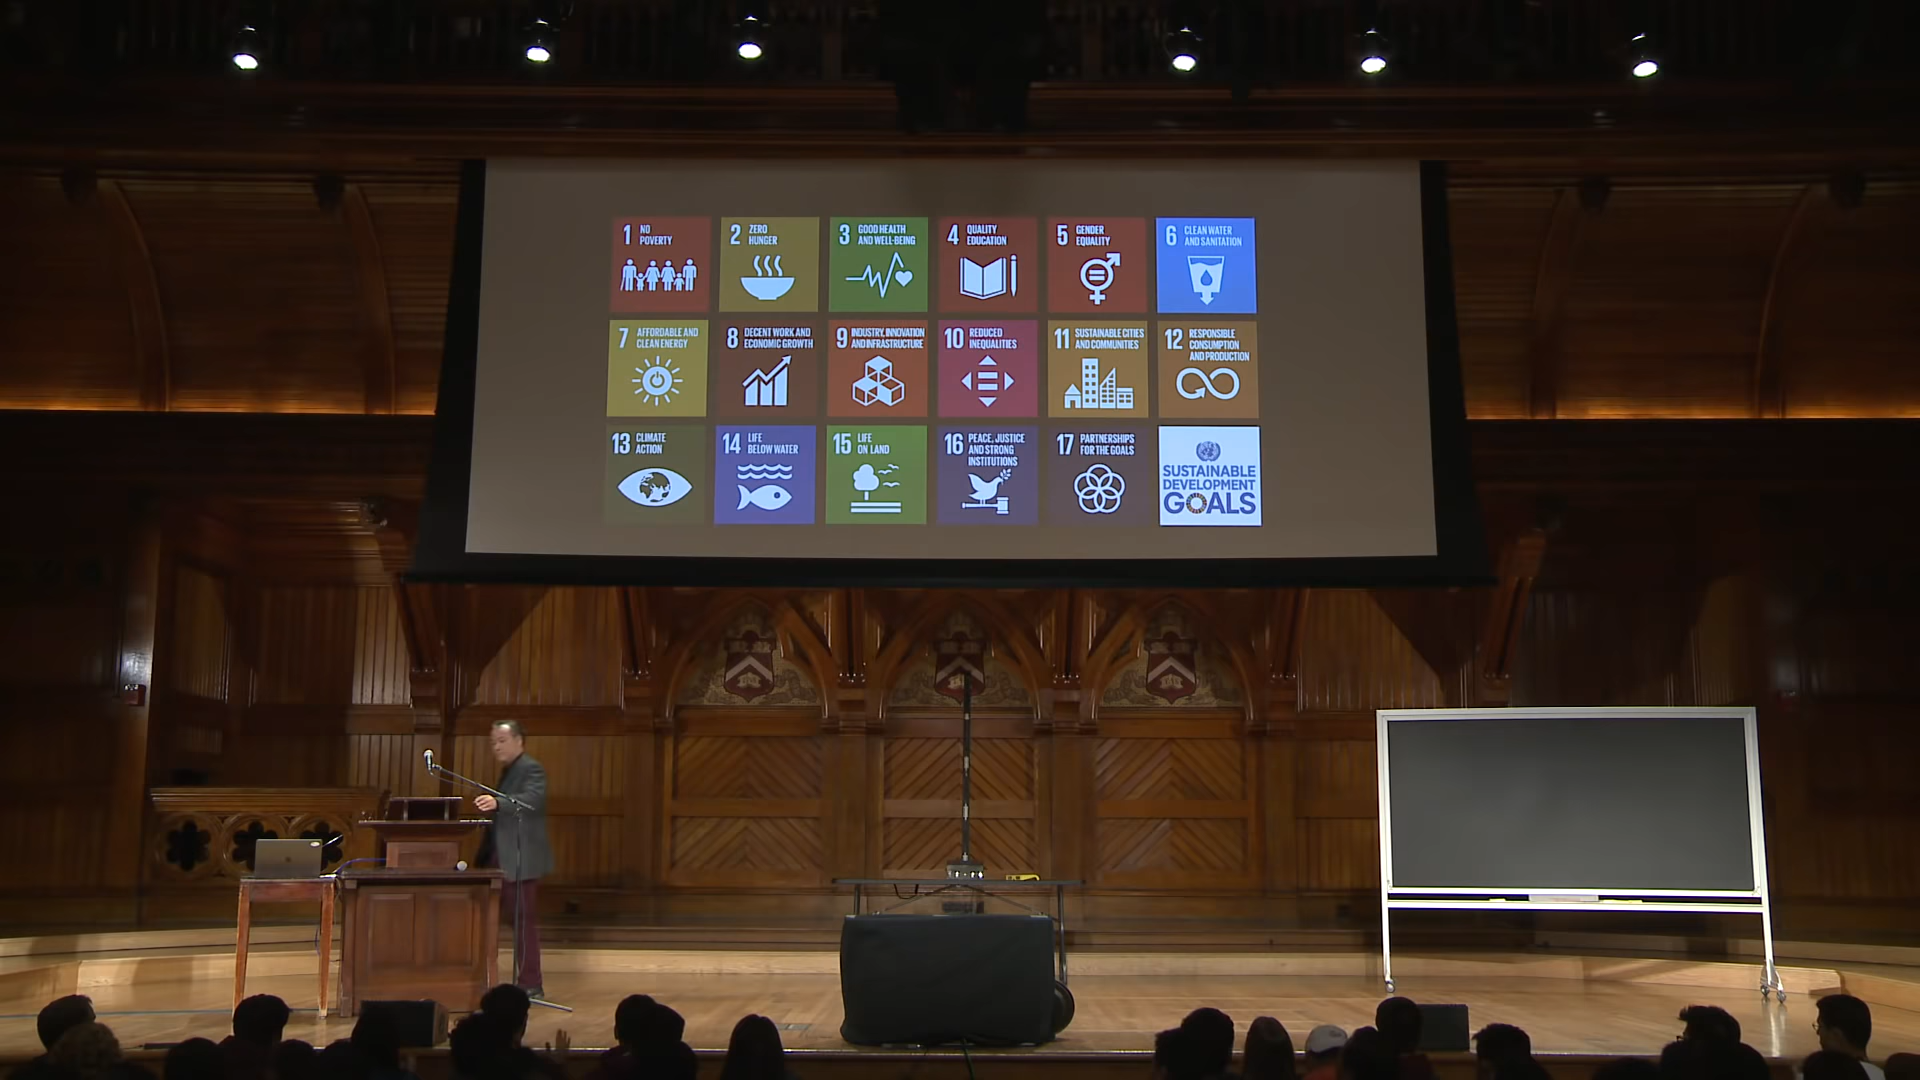 1 NO
POVERTY
2 ZERO
HUNGER
3 GOOD HEALTH
AND WELL-BEING
4 QUALITY
EDUCATION
5 GENDER
EQUALITY
6 CLEAN WATER
AND SANITATION
7 AFFORDABLE AND
CLEAN ENERGY
8 DECENT WORK AND
ECONOMIC GROWTH
9 INDUSTRY, INNOVATION
AND INFRASTRUCTURE
10 REDUCED
INEQUALITIES
11 SUSTAINABLE CITIES
AND COMMUNITIES
12 RESPONSIBLE
CONSUMPTION
AND PRODUCTION
13 CLIMATE
ACTION
14 LIFE
BELOW WATER
15 LIFE
ON LAND
16 PEACE, JUSTICE
AND STRONG
INSTITUTIONS
17 PARTNERSHIPS
FOR THE GOALS
SUSTAINABLE
DEVELOPMENT
GOALS